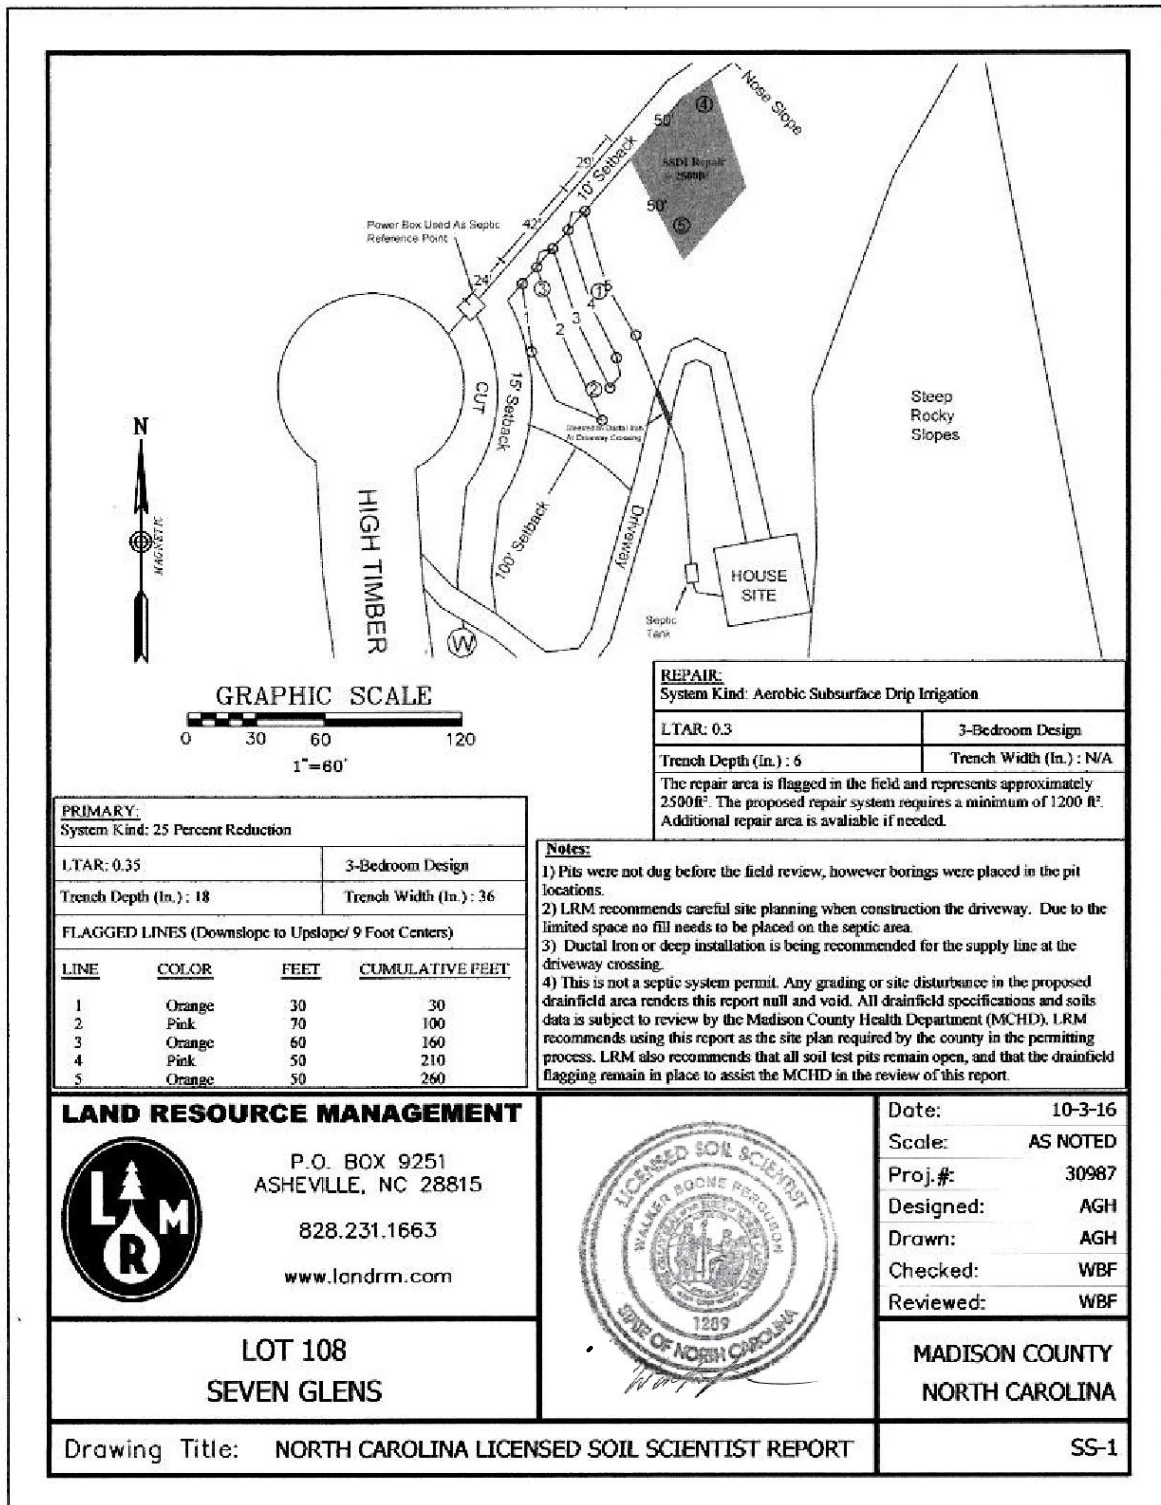 Nose Slope
50'
4
SSDI Repair
2500ft²
29'
10' Setback
50'
5
42'
Power Box Used As Septic
Reference Point
24'
3
1
5
4
1
3
2
2
CUT
15' Setback
Sleeved in Ductal Iron
At Driveway Crossing
Steep
Rocky
Slopes
N
MAGNETIC
HIGH TIMBER
100' Setback
Driveway
HOUSE
SITE
Septic
Tank
W
GRAPHIC SCALE
0 30 60 120
1"=60'
REPAIR:
System Kind: Aerobic Subsurface Drip Irrigation
LTAR: 0.3 3-Bedroom Design
Trench Depth (In.) : 6 Trench Width (In.) : N/A
The repair area is flagged in the field and represents approximately
2500ft². The proposed repair system requires a minimum of 1200 ft².
Additional repair area is avaliable if needed.
PRIMARY:
System Kind: 25 Percent Reduction
LTAR: 0.35 3-Bedroom Design
Trench Depth (In.) : 18 Trench Width (In.) : 36
FLAGGED LINES (Downslope to Upslope/ 9 Foot Centers)
LINE COLOR FEET CUMULATIVE FEET
1 Orange 30 30
2 Pink 70 100
3 Orange 60 160
4 Pink 50 210
5 Orange 50 260
Notes:
1) Pits were not dug before the field review, however borings were placed in the pit
locations.
2) LRM recommends careful site planning when construction the driveway. Due to the
limited space no fill needs to be placed on the septic area.
3) Ductal Iron or deep installation is being recommended for the supply line at the
driveway crossing.
4) This is not a septic system permit. Any grading or site disturbance in the proposed
drainfield area renders this report null and void. All drainfield specifications and soils
data is subject to review by the Madison County Health Department (MCHD). LRM
recommends using this report as the site plan required by the county in the permitting
process. LRM also recommends that all soil test pits remain open, and that the drainfield
flagging remain in place to assist the MCHD in the review of this report.
LAND RESOURCE MANAGEMENT
L M R
P.O. BOX 9251
ASHEVILLE, NC 28815
828.231.1663
www.landrm.com
LICENSED SOIL SCIENTIST
WALKER BOONE FERGUSON
1289
STATE OF NORTH CAROLINA
Date: 10-3-16
Scale: AS NOTED
Proj.#: 30987
Designed: AGH
Drawn: AGH
Checked: WBF
Reviewed: WBF
LOT 108
SEVEN GLENS
MADISON COUNTY
NORTH CAROLINA
Drawing Title: NORTH CAROLINA LICENSED SOIL SCIENTIST REPORT
SS-1